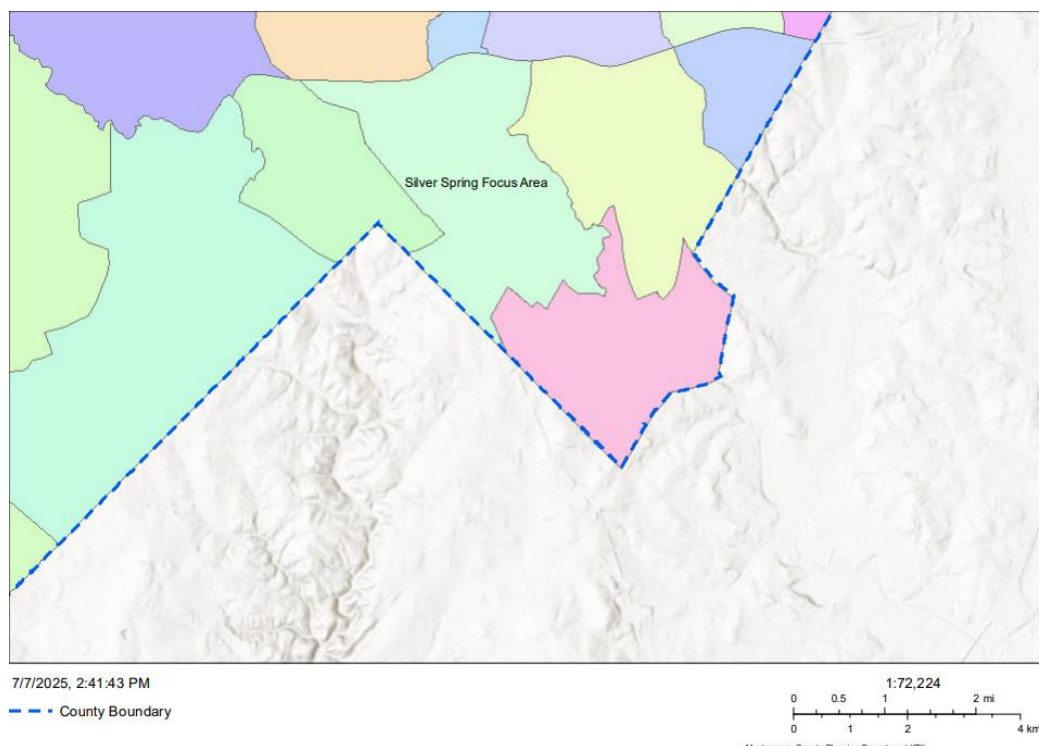 Silver Spring Focus Area
7/7/2025, 2:41:43 PM
County Boundary
1:72,224
0 0.5 1 2 mi
0 1 2 4 km